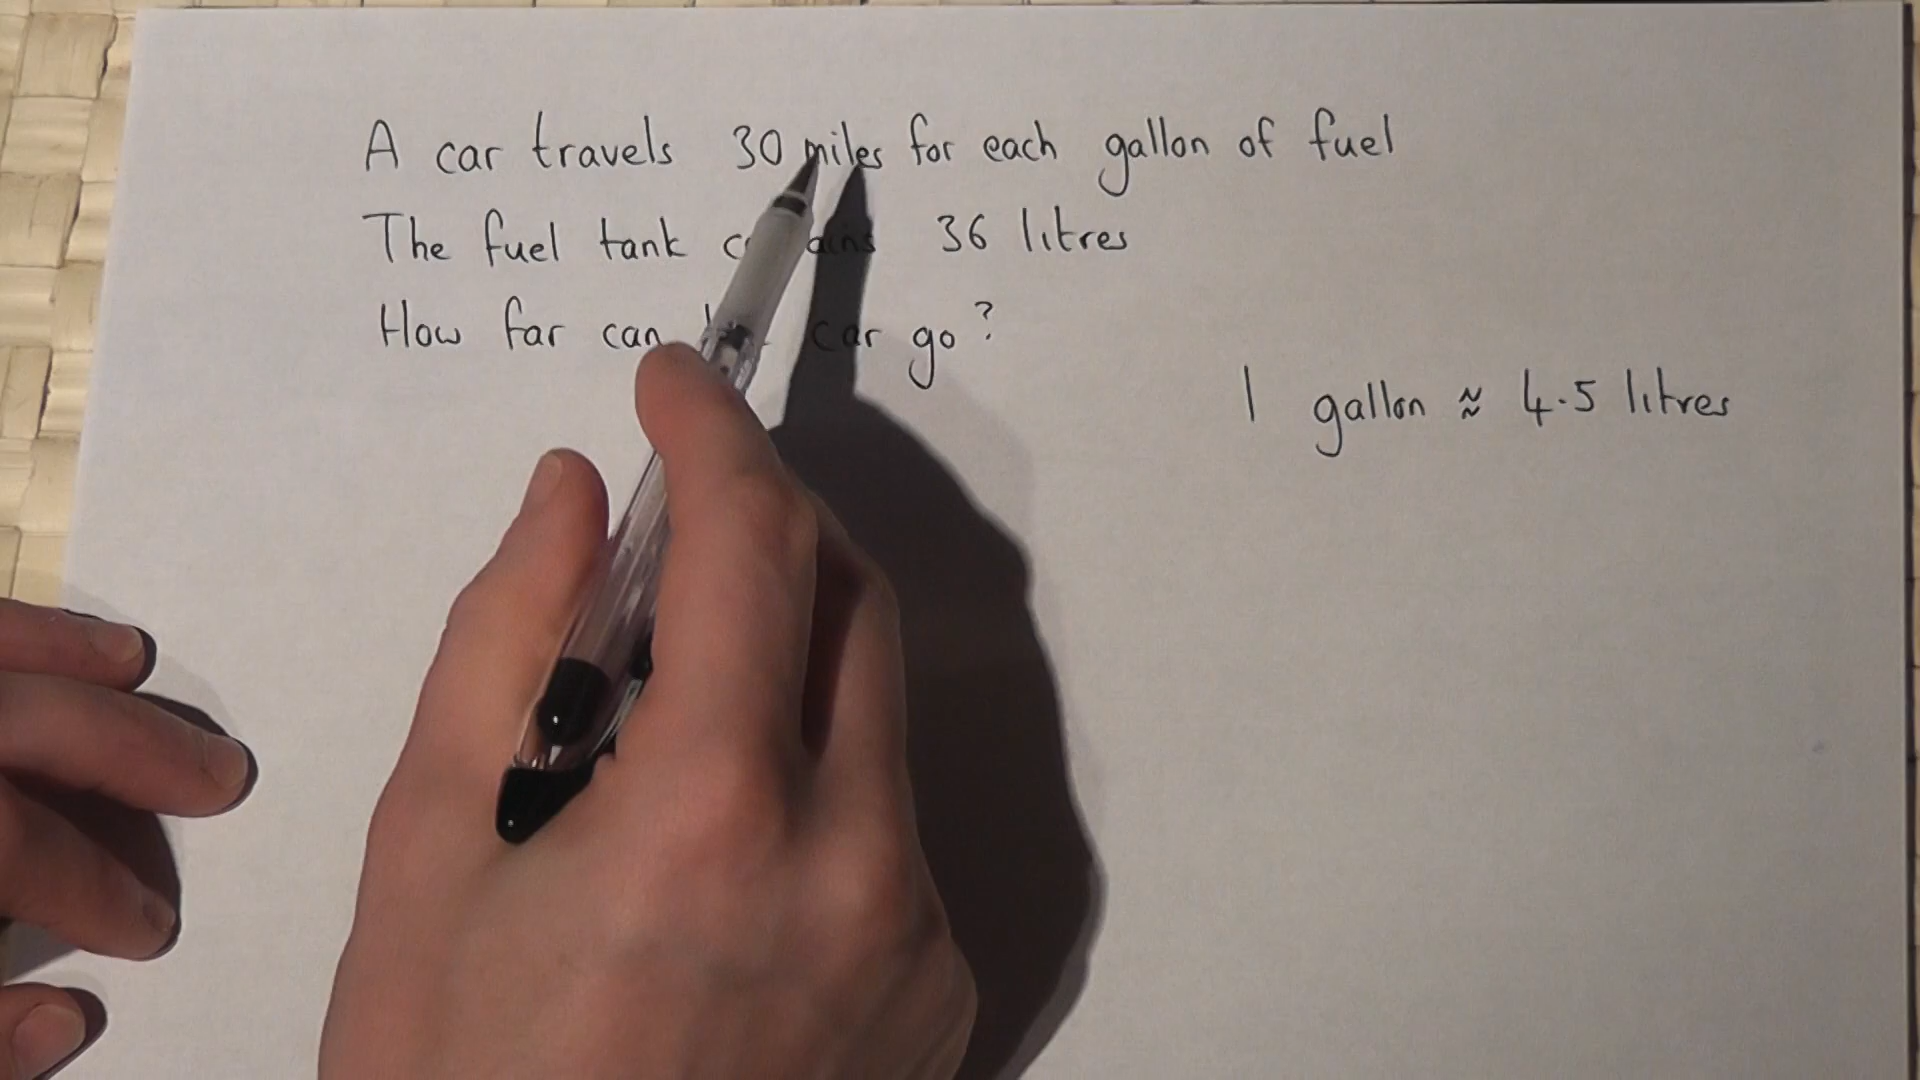 A car travels 30 miles for each gallon of fuel
The fuel tank contains 36 litres
How far can car go?
1 gallon ≈ 4.5 litres